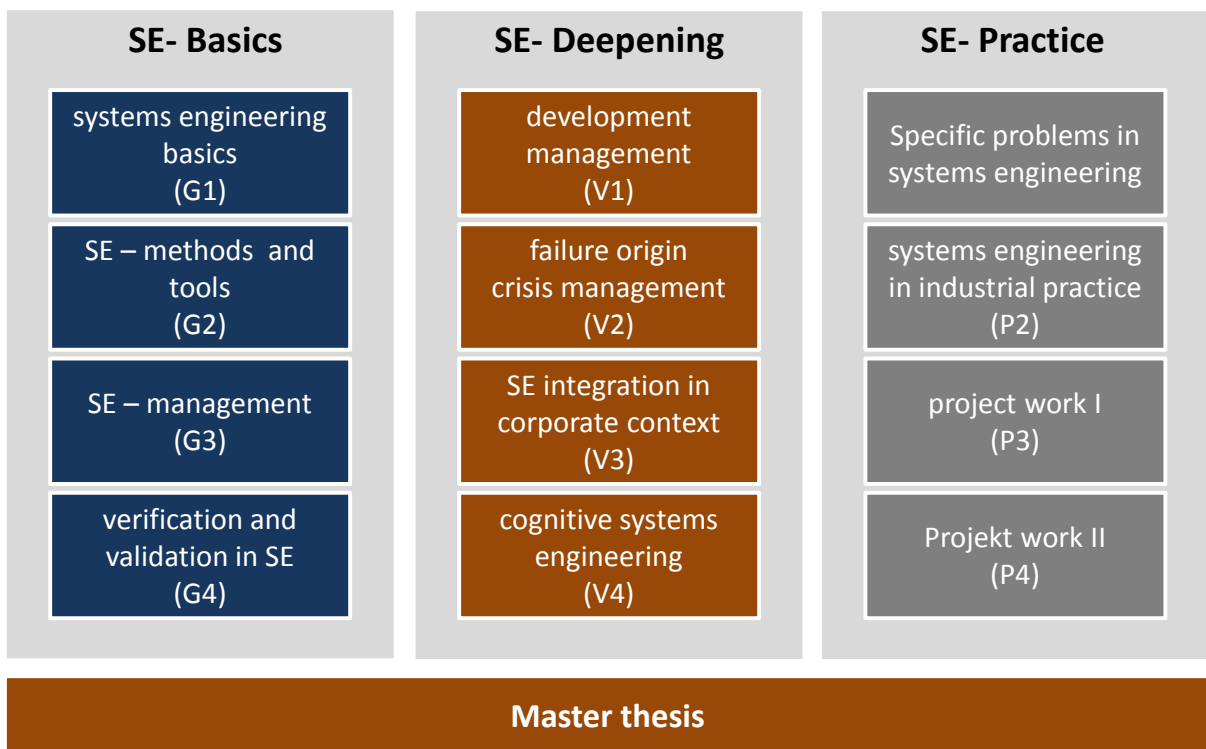 SE- Basics
systems engineering
basics
(G1)
SE – methods and
tools
(G2)
SE – management
(G3)
verification and
validation in SE
(G4)
SE- Deepening
development
management
(V1)
failure origin
crisis management
(V2)
SE integration in
corporate context
(V3)
cognitive systems
engineering
(V4)
SE- Practice
Specific problems in
systems engineering
systems engineering
in industrial practice
(P2)
project work I
(P3)
Projekt work II
(P4)
Master thesis